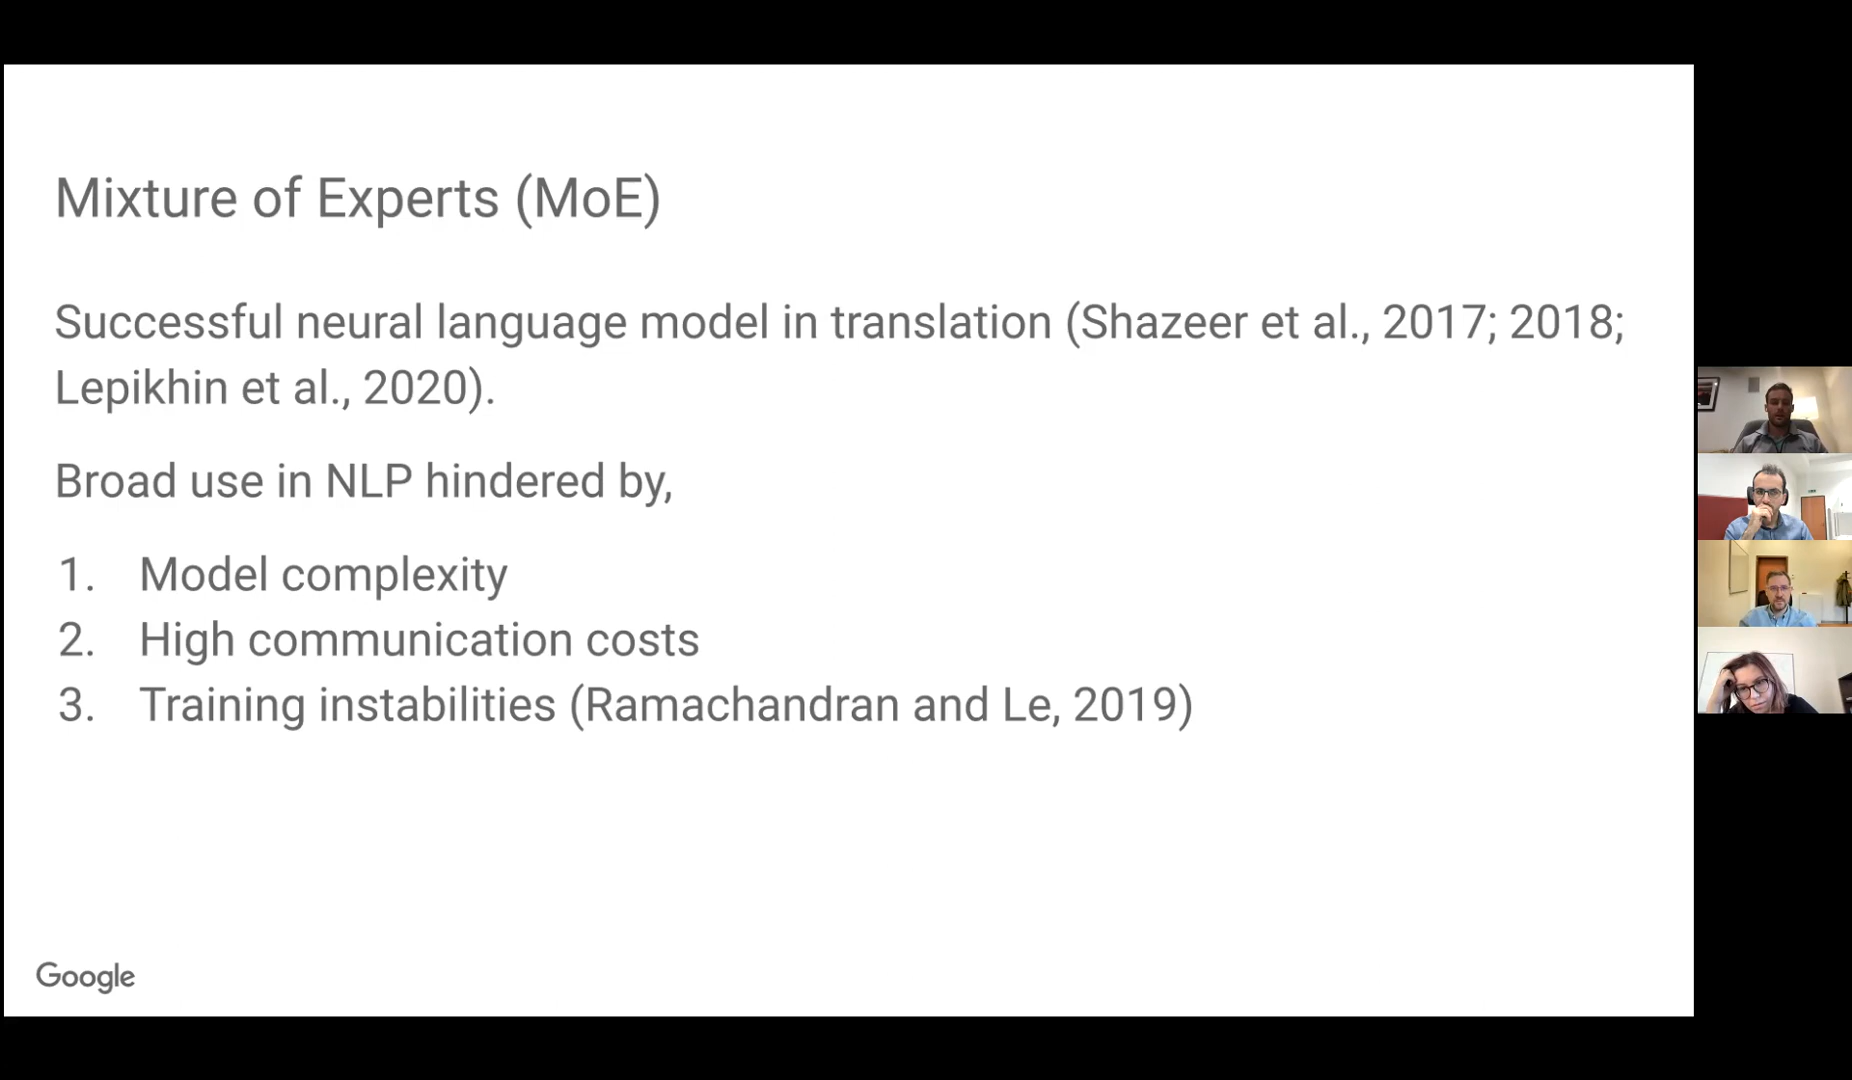 Mixture of Experts (MoE)
Successful neural language model in translation (Shazeer et al., 2017; 2018;
Lepikhin et al., 2020).
Broad use in NLP hindered by,
1. Model complexity
2. High communication costs
3. Training instabilities (Ramachandran and Le, 2019)
Google